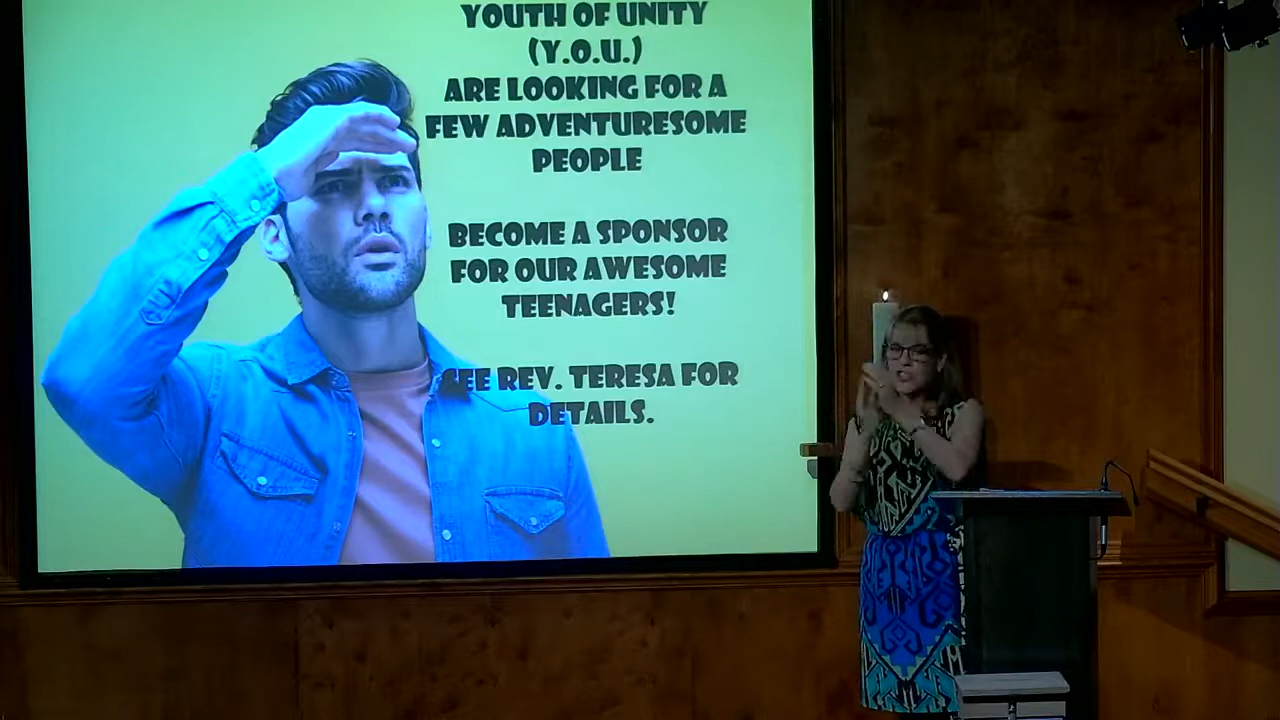 YOUTH OF UNITY
(Y.O.U.)
ARE LOOKING FOR A
FEW ADVENTURESOME
PEOPLE
BECOME A SPONSOR
FOR OUR AWESOME
TEENAGERS!
SEE REV. TERESA FOR
DETAILS.